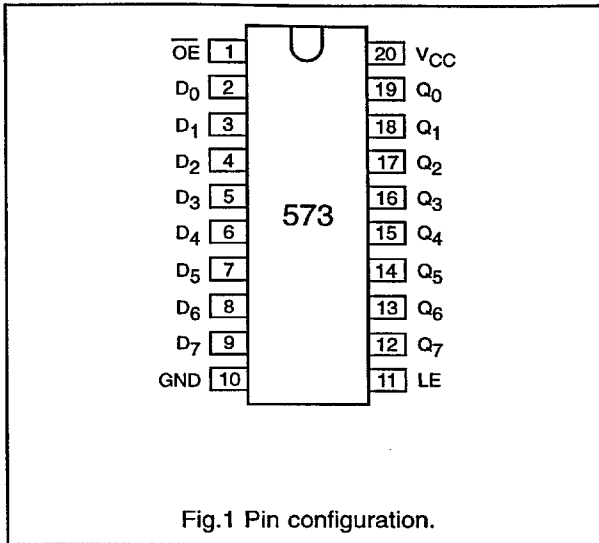 OE 1 20 VCC
D0 2 19 Q0
D1 3 18 Q1
D2 4 17 Q2
D3 5 16 Q3
573
D4 6 15 Q4
D5 7 14 Q5
D6 8 13 Q6
D7 9 12 Q7
GND 10 11 LE
Fig.1 Pin configuration.